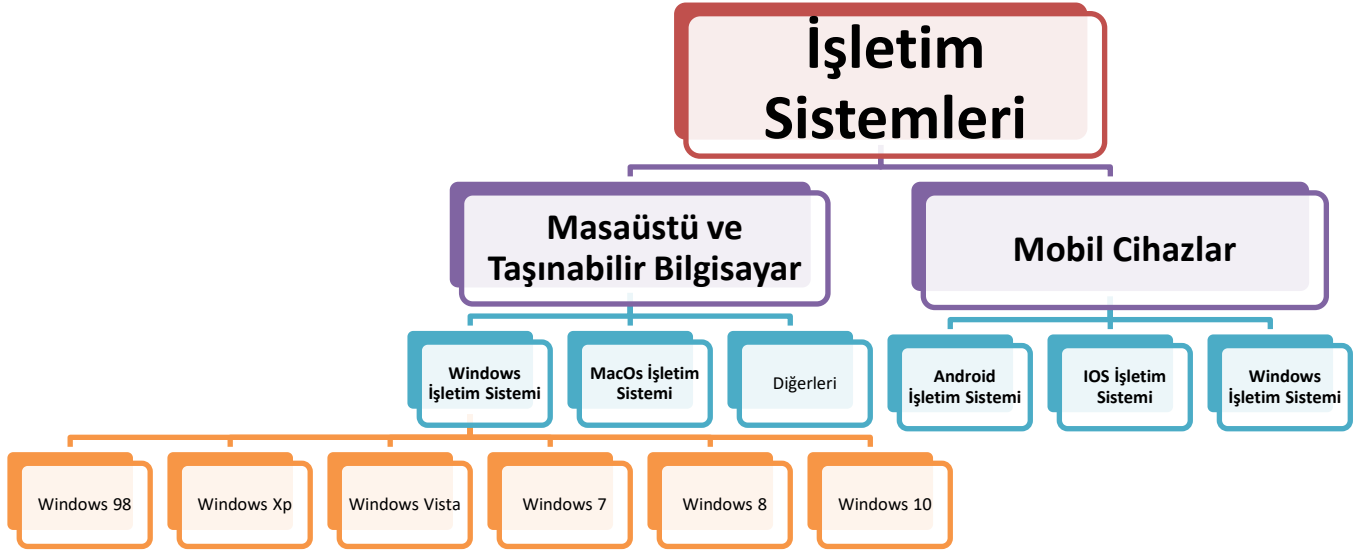 İşletim
Sistemleri
Masaüstü ve
Taşınabilir Bilgisayar
Mobil Cihazlar
Windows
İşletim Sistemi
MacOs İşletim
Sistemi
Diğerleri
Android
İşletim Sistemi
IOS İşletim
Sistemi
Windows
İşletim Sistemi
Windows 98
Windows Xp
Windows Vista
Windows 7
Windows 8
Windows 10